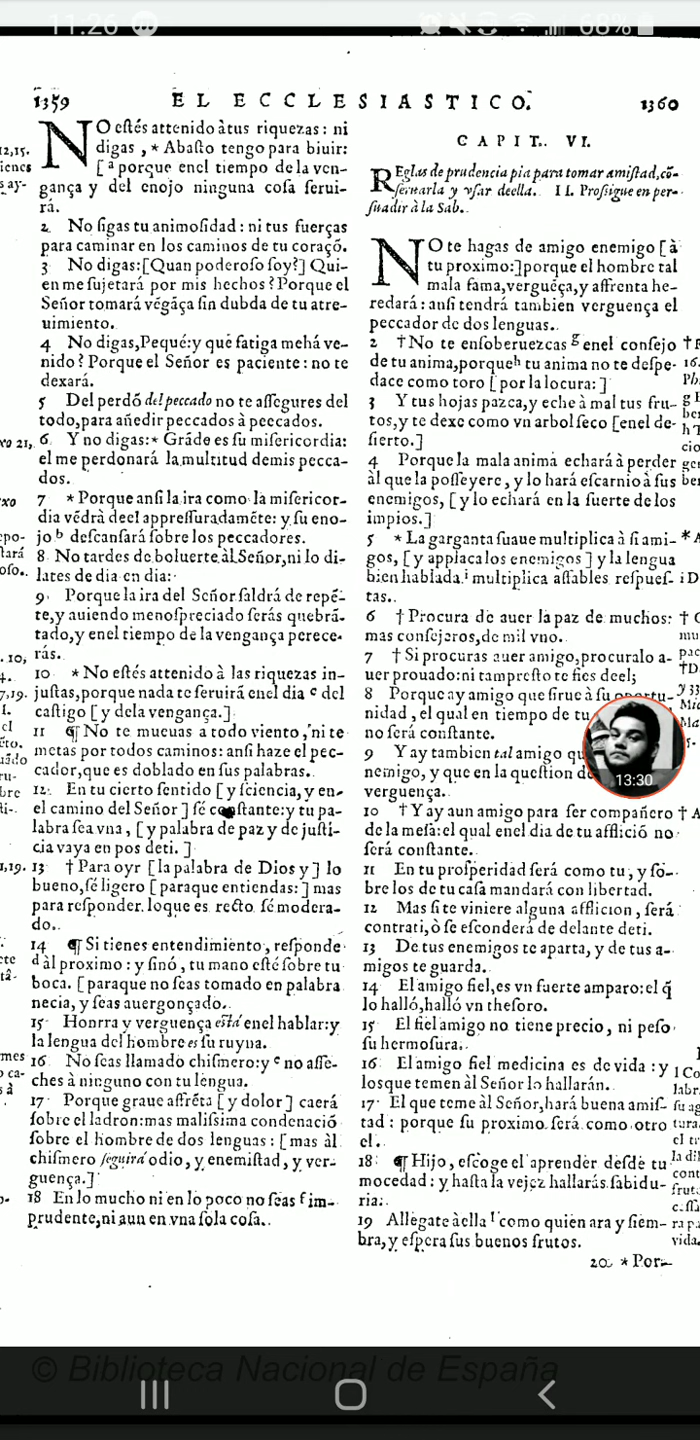 11:26
68%
1359
EL ECCLESIASTICO.
1360
NO estés attenido àtus riquezas: ni
digas, * Abasto tengo para biuir:
[ª porque enel tiempo de la ven-
gança y del enojo ninguna cosa serui-
rá.
2 No sigas tu animosidad: ni tus fuerças
para caminar en los caminos de tu coraçõ.
3 No digas:[Quan poderoso soy?] Qui-
en me sujetará por mis hechos? Porque el
Señor tomará vẽgãça sin dubda de tu atre-
uimiento.
4 No digas, Pequé: y qué fatiga mehá ve-
nido? Porque el Señor es paciente: no te
dexará.
5 Del perdõ del peccado no te assegures del
todo, para añedir peccados à peccados.
6 Y no digas:* Grãde es su misericordia:
el me perdonará la multitud demis pecca-
dos.
7 * Porque ansi la ira como la misericor-
dia vẽdrà deel appressuradamẽte: y su eno-
jo ᵇ descansará sobre los peccadores.
8 No tardes de boluerte àl Señor, ni lo di-
lates de dia en dia:
9 Porque la ira del Señor saldrá de repẽ-
te, y auiendo menospreciado serás quebrã-
tado, y enel tiempo de la vengança perece-
rás.
10 * No estés attenido à las riquezas in-
justas, porque nada te seruirá enel dia ᶜ del
castigo [y dela vengança.]
11 ¶ No te mueuas a todo viento, ni te
metas por todos caminos: ansi haze el pec-
cador, que es doblado en sus palabras.
12 En tu cierto sentido [y sciencia, y en
el camino del Señor] sé constante: y tu pa-
labra sea vna, [y palabra de paz y de justi-
cia vaya en pos deti.]
13 † Para oyr [la palabra de Dios y] lo
bueno, sé ligero [paraque entiendas:] mas
para responder loque es recto sé modera-
do.
14 ¶ Si tienes entendimiento, responde
ᵈ àl proximo: y sinó, tu mano esté sobre tu
boca. [paraque no seas tomado en palabra
necia, y seas auergonçado.
15 Honrra y verguença está enel hablar: y
la lengua del hombre es su ruyna.
16 No seas llamado chismero: y ᵉ no asse-
ches à ninguno con tu lengua.
17 Porque graue affrẽta [y dolor] caerá
sobre el ladron: mas malissima condenació
sobre el hombre de dos lenguas: [mas àl
chismero seguirá odio, y enemistad, y ver-
guença.]
18 En lo mucho ni en lo poco no seas ᶠ im-
prudente, ni aun en vna sola cosa.
CAPIT. VI.
REglas de prudencia pia para tomar amistad, cõ-
seruarla y vsar deella. II. Prosigue en per-
suadir à la Sab.
NO te hagas de amigo enemigo [à
tu proximo:] porque el hombre tal
mala fama, verguẽça, y affrenta he-
redará: ansi tendrá tambien verguença el
peccador de dos lenguas.
2 † No te ensoberuezcas ᵍ enel consejo
de tu anima, porque ʰ tu anima no te despe-
dace como toro [por la locura:]
3 Y tus hojas pazca, y eche à mal tus fru-
tos, y te dexe como vn arbol seco [enel de-
sierto.]
4 Porque la mala anima echará à perder
àl que la posseyere, y lo hará escarnio à sus
enemigos, [y lo echará en la suerte de los
impios.]
5 * La garganta suaue multiplica à si ami-
gos, [y appiaca los enemigos] y la lengua
bien hablada ⁱ multiplica affables respues-
tas.
6 † Procura de auer la paz de muchos:
mas consejeros, de mil vno.
7 † Si procuras auer amigo, procuralo a-
uer prouado: ni tampresto te fies deel;
8 Porque ay amigo que sirue à su oportu-
nidad, el qual en tiempo de tu
no será constante.
9 Y ay tambien tal amigo
nemigo, y que en la question
verguença.
13:30
10 † Y ay aun amigo para ser compañero
de la mesa: el qual enel dia de tu afflició no
será constante.
11 En tu prosperidad será como tu, y so-
bre los de tu casa mandará con libertad.
12 Mas si te viniere alguna affliccion, será
contrati, ò se esconderá de delante deti.
13 De tus enemigos te aparta, y de tus a-
migos te guarda.
14 El amigo fiel, es vn fuerte amparo: el q̃
lo halló, halló vn thesoro.
15 El fiel amigo no tiene precio, ni peso
su hermosura.
16 El amigo fiel medicina es de vida: y
losque temen àl Señor lo hallarán.
17 El que teme àl Señor, hará buena amis-
tad: porque su proximo será como otro
el.
18 ¶ Hijo, escoge el aprender desde tu
mocedad: y hasta la vejez hallarás sabidu-
ria:
19 Allegate àella ˡ como quien ara y siem-
bra, y espera sus buenos frutos.
20 * Por-
© Biblioteca Nacional de España